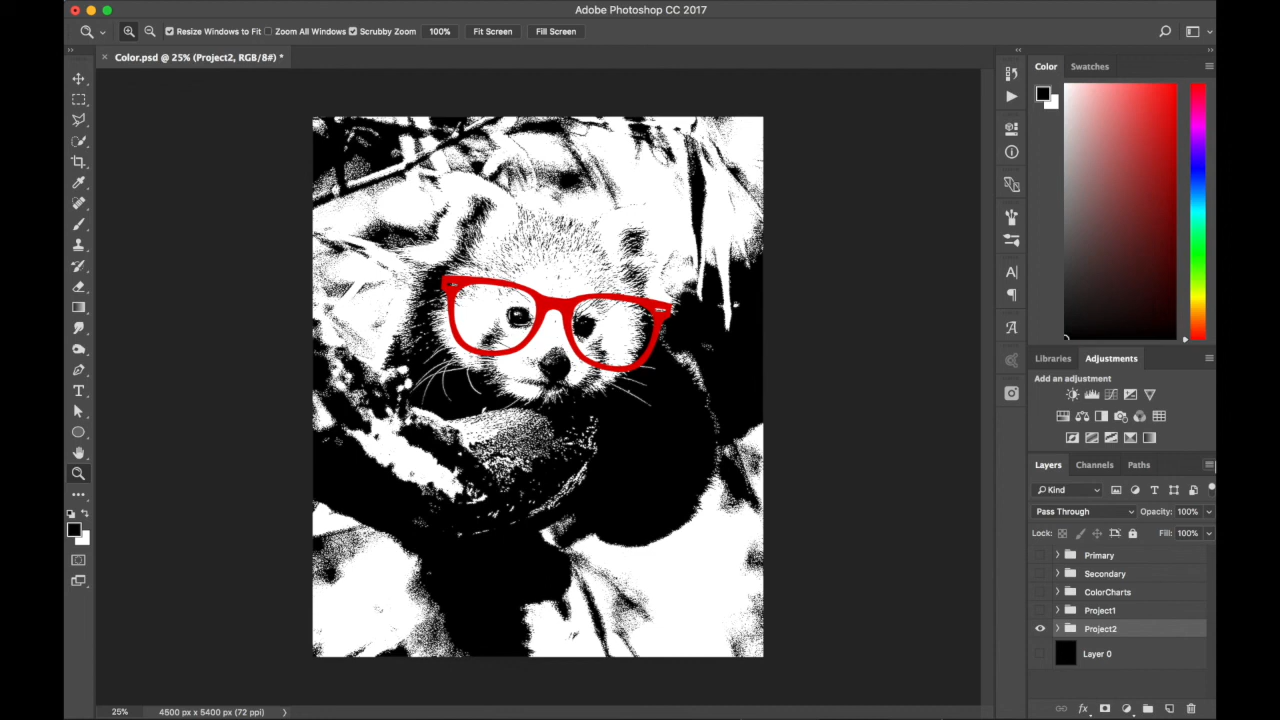 Adobe Photoshop CC 2017
Resize Windows to Fit Zoom All Windows Scrubby Zoom 100% Fit Screen Fill Screen
Color.psd @ 25% (Project2, RGB/8#) *
Color Swatches
Libraries Adjustments
Add an adjustment
Layers Channels Paths
Kind
Pass Through Opacity: 100%
Lock: Fill: 100%
Primary
Secondary
ColorCharts
Project1
Project2
Layer 0
25% 4500 px x 5400 px (72 ppi)